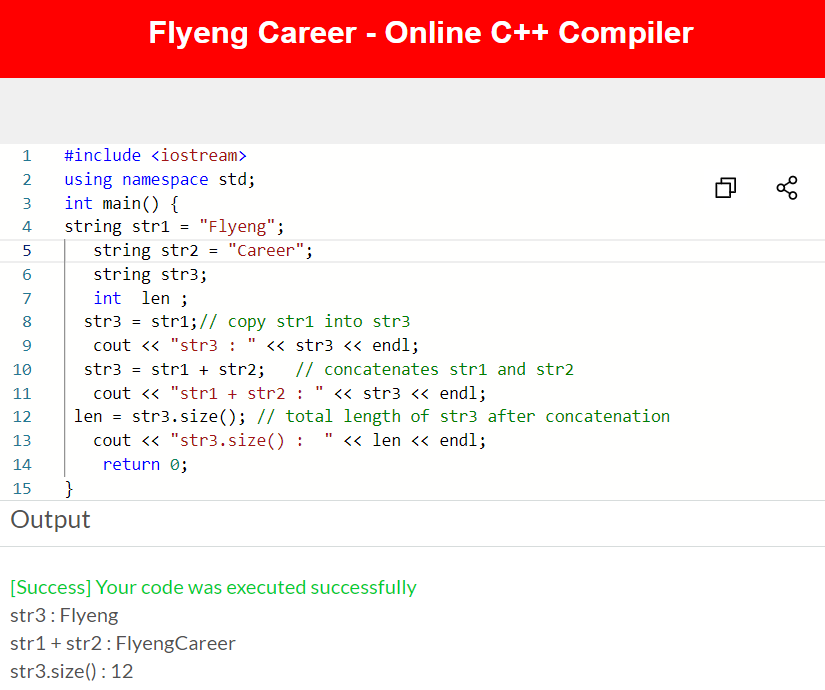 Flyeng Career - Online C++ Compiler
1 #include <iostream>
2 using namespace std;
3 int main() {
4 string str1 = "Flyeng";
5 string str2 = "Career";
6 string str3;
7 int  len ;
8 str3 = str1;// copy str1 into str3
9 cout << "str3 : " << str3 << endl;
10 str3 = str1 + str2;   // concatenates str1 and str2
11 cout << "str1 + str2 : " << str3 << endl;
12 len = str3.size(); // total length of str3 after concatenation
13 cout << "str3.size() :  " << len << endl;
14 return 0;
15 }
Output
[Success] Your code was executed successfully
str3 : Flyeng
str1 + str2 : FlyengCareer
str3.size() : 12